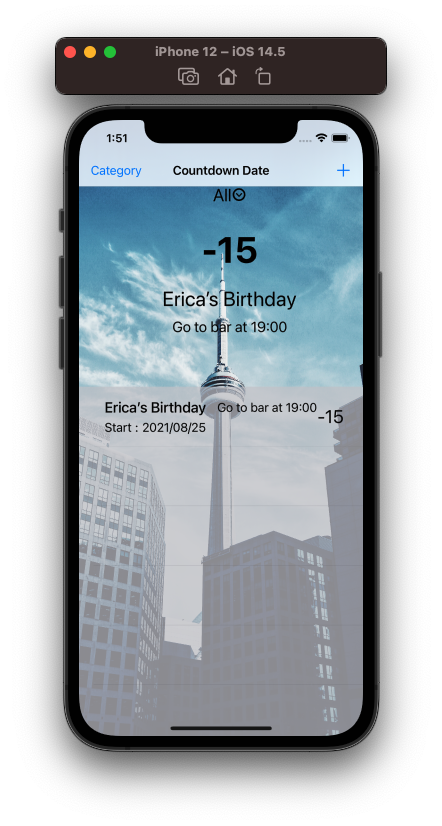 iPhone 12 – iOS 14.5
1:51
Category Countdown Date +
All
-15
Erica’s Birthday
Go to bar at 19:00
Erica’s Birthday Go to bar at 19:00 -15
Start : 2021/08/25